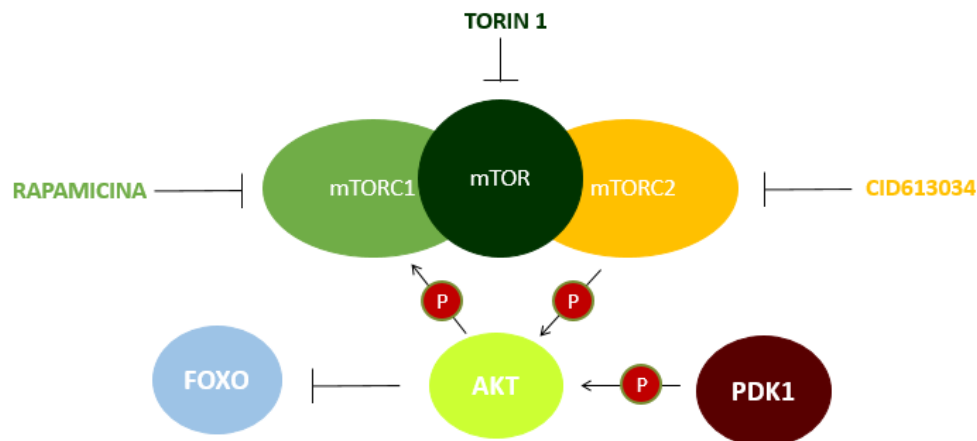 TORIN 1
mTORC1
mTOR
mTORC2
RAPAMICINA
CID613034
P
P
FOXO
AKT
P
PDK1